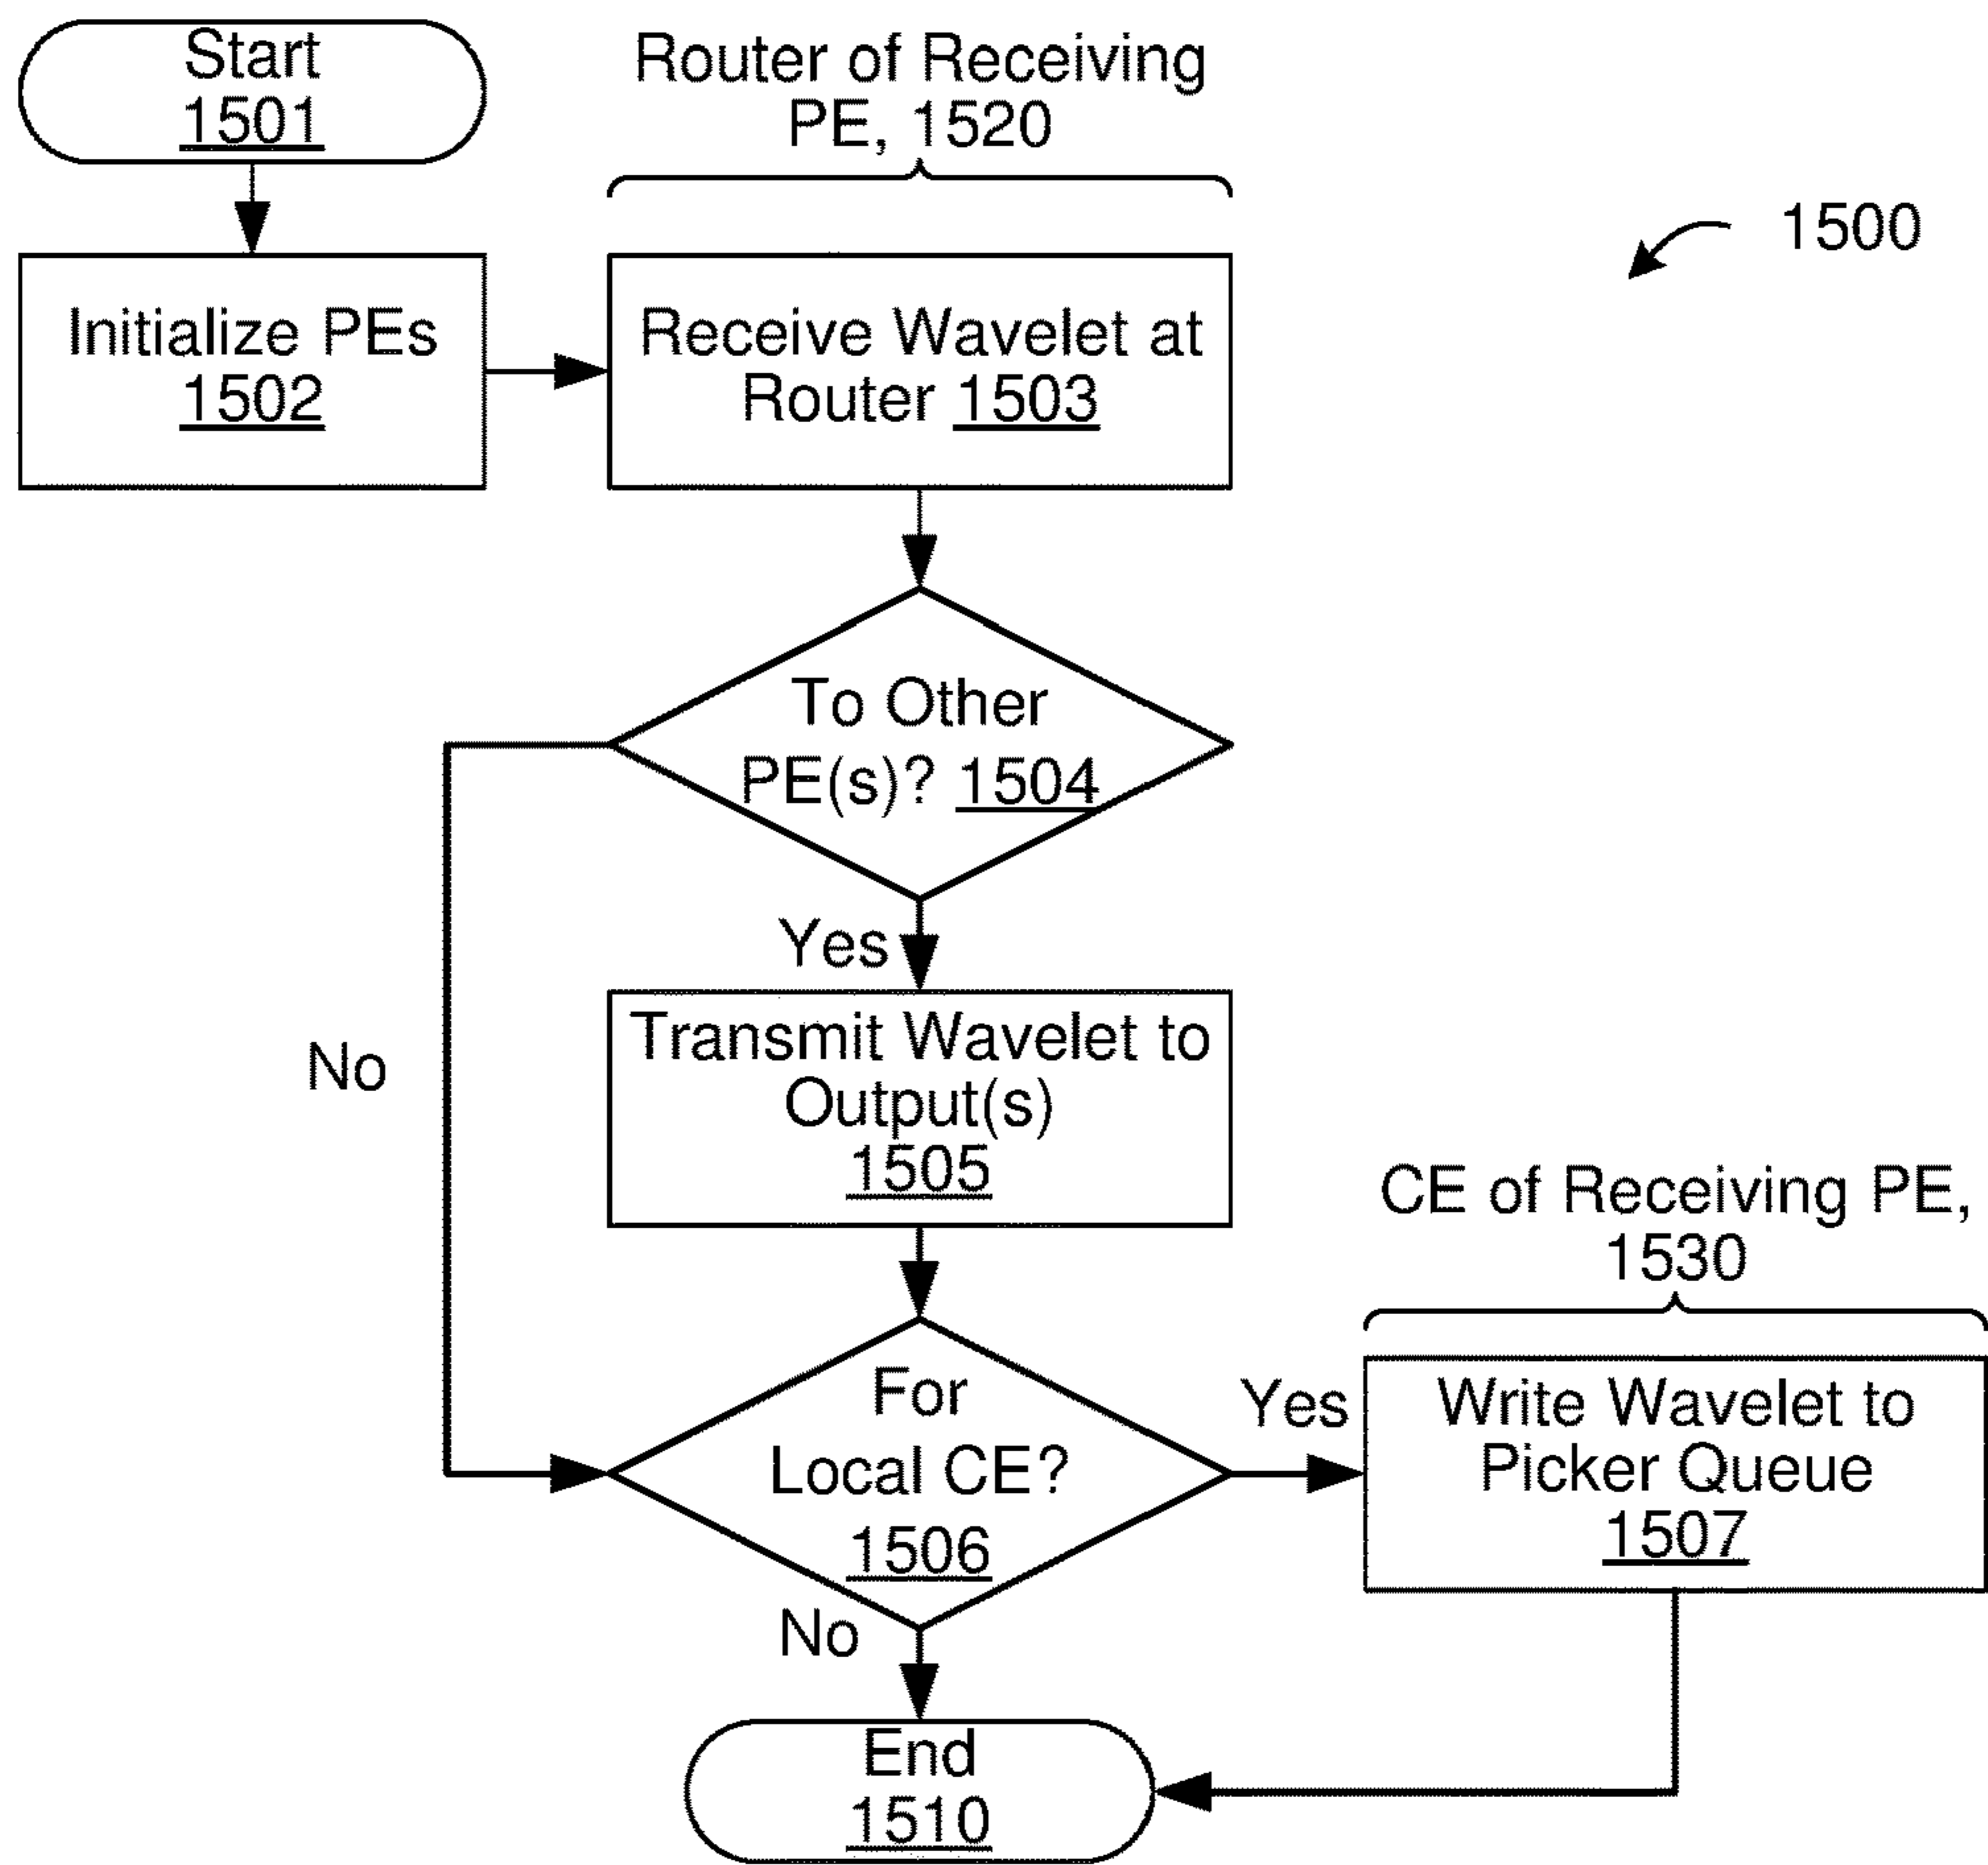 Start
1501
Router of Receiving
PE, 1520
1500
Initialize PEs
1502
Receive Wavelet at
Router 1503
To Other
PE(s)? 1504
Yes
No
Transmit Wavelet to
Output(s)
1505
CE of Receiving PE,
1530
For
Local CE?
1506
Yes
Write Wavelet to
Picker Queue
1507
No
End
1510